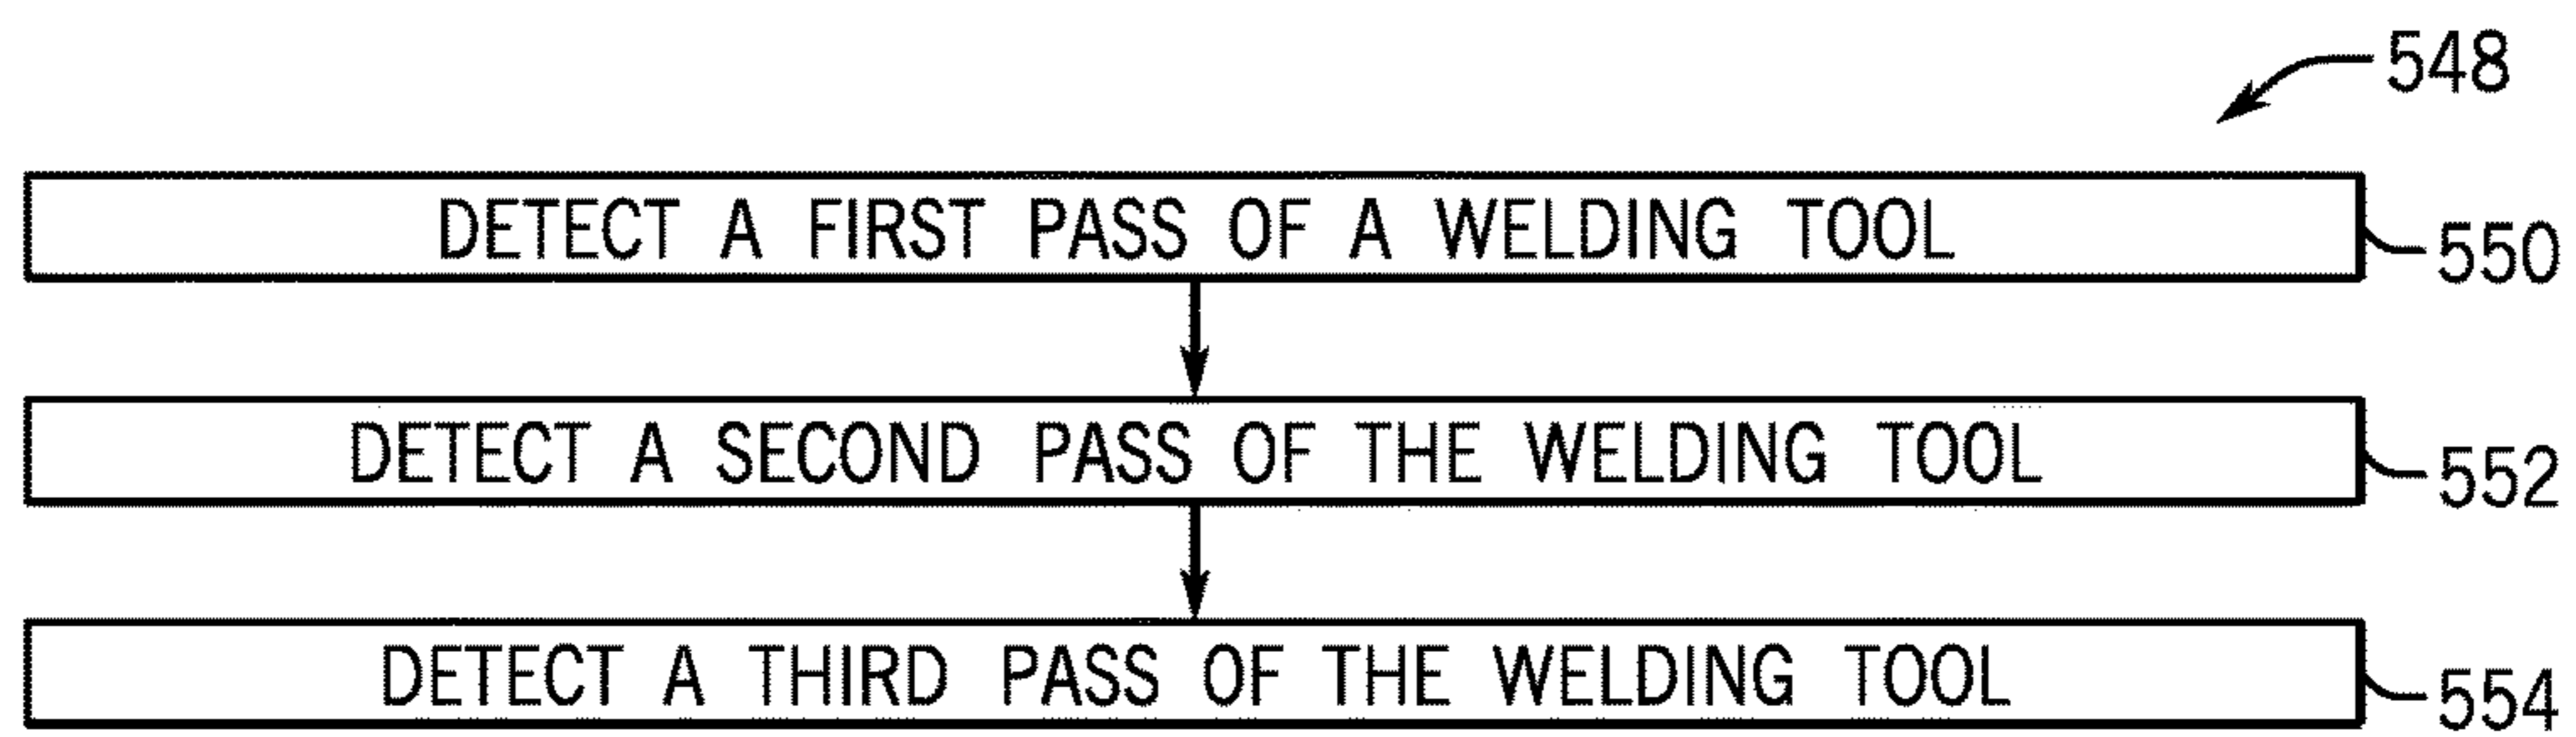 548
DETECT A FIRST PASS OF A WELDING TOOL
550
DETECT A SECOND PASS OF THE WELDING TOOL
552
DETECT A THIRD PASS OF THE WELDING TOOL
554